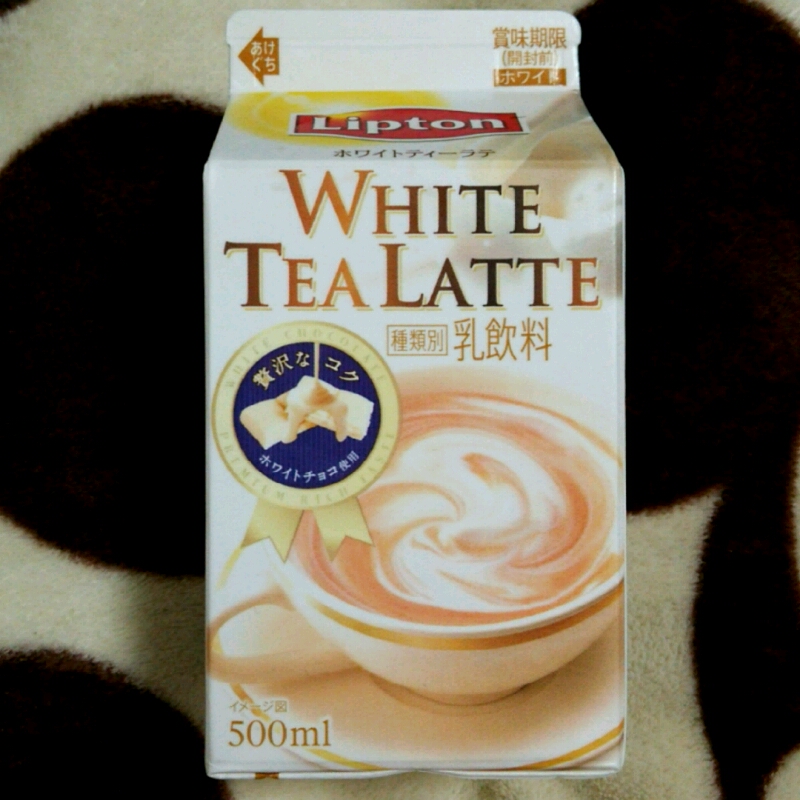 あけ
ぐち
賞味期限
(開封前)
ホワイト
Lipton
ホワイトティーラテ
WHITE
TEA LATTE
種類別 乳飲料
WHITE CHOCOLATE
贅沢なコク
ホワイトチョコ使用
PREMIUM RICH TASTE
イメージ図
500ml